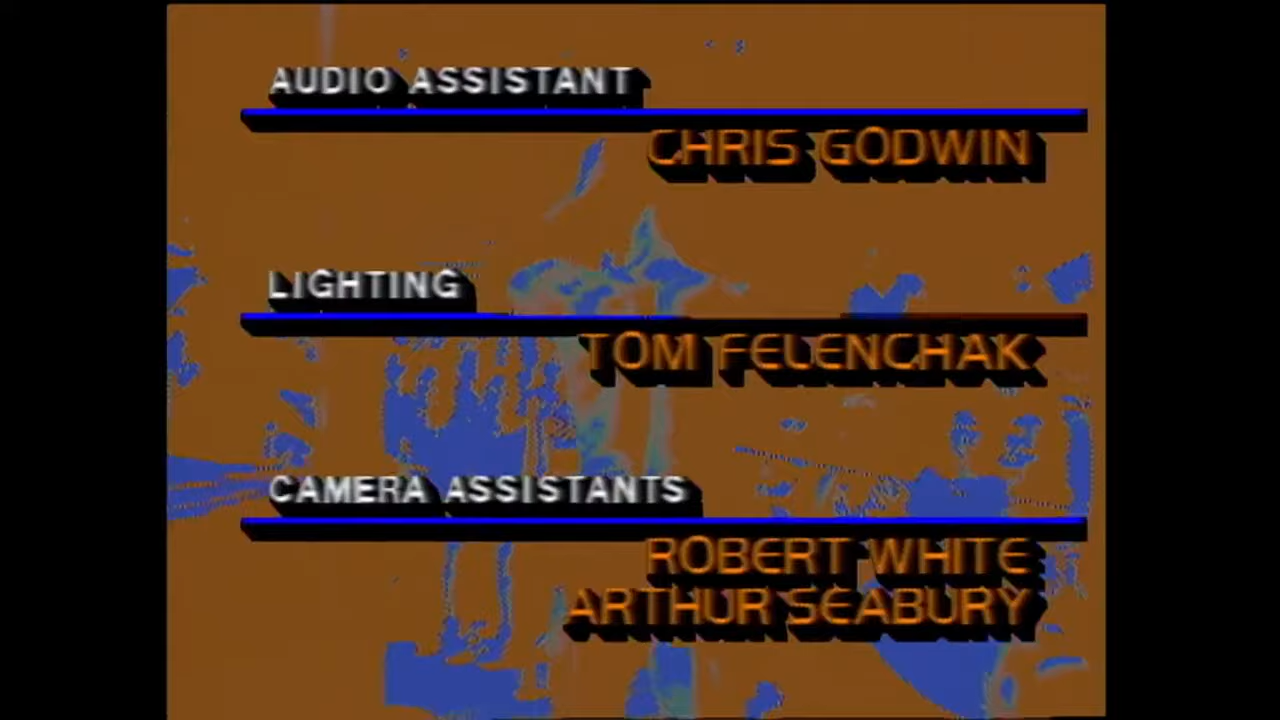 AUDIO ASSISTANT
CHRIS GODWIN
LIGHTING
TOM FELENCHAK
CAMERA ASSISTANTS
ROBERT WHITE
ARTHUR SEABURY